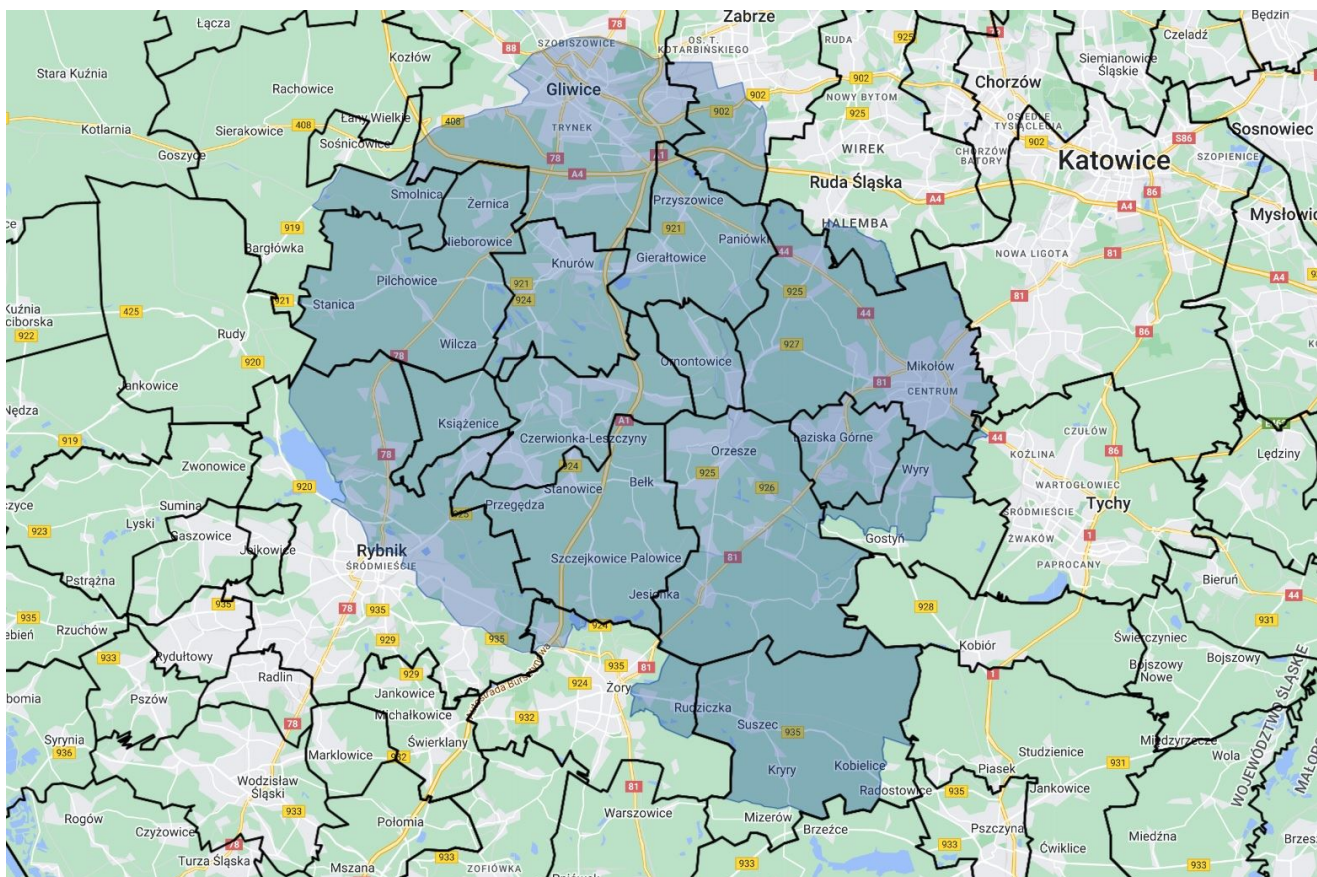 Łącza
78
Zabrze
Będzin
925
Kozłów
SZOBISZOWICE
OS. T.
KOTARBIŃSKIEGO
RUDA
Czeladź
88
Siemianowice
Śląskie
Stara Kuźnia
Rachowice
Gliwice
902
Chorzów
NOWY BYTOM
Kotlarnia
Sierakowice
408
Łany Wielkie
408
TRYNEK
902
925
OSIEDLE
TYSIĄCLECIA
902
S86
Sosnowiec
Goszyce
Sośnicowice
78
A1
WIREK
CHORZÓW
BATORY
Katowice
SZOPIENICE
A4
Ruda Śląska
86
Smolnica
Żernica
Przyszowice
A4
A4
919
Bargłówka
Nieborowice
921
Paniówki
HALEMBA
44
NOWA LIGOTA
81
Pilchowice
Knurów
Gierałtowice
A4
921
Stanica
921
924
925
81
425
44
86
922
Rudy
Wilcza
927
920
78
Ornontowice
Mikołów
CENTRUM
Jankowice
81
Nędza
Książenice
A1
919
Czerwionka-Leszczyny
Łaziska Górne
44
CZUŁÓW
Orzesze
KOŹLINA
86
Lędziny
Zwonowice
78
924
925
Wyry
920
Stanowice
Bełk
926
WARTOGŁOWIEC
Sumina
Przegędza
Tychy
Lyski
925
ŚRÓDMIEŚCIE
923
Gaszowice
Jejkowice
Gostyń
ŻWAKÓW
1
Rybnik
ŚRÓDMIEŚCIE
Szczejkowice
Palowice
81
PAPROCANY
Bieruń
Pstrążna
44
Jesionka
935
935
78
935
928
931
Rzuchów
924
929
935
Kobiór
Świerczyniec
933
Rydułtowy
935
81
Bojszowy
Nowe
Bojszowy
Radlin
929
924
Żory
1
Pszów
Jankowice
Rudziczka
Michałkowice
932
Suszec
935
78
Syrynia
936
Marklowice
932
Świerklany
Studzienice
Międzyrzecze
Wola
WOJEWÓDZTWO ŚLĄSKIE
Kryry
Kobielice
Piasek
931
Wodzisław
Śląski
81
Radostowice
935
Jankowice
933
Rogów
Czyżowice
Połomia
Warszowice
Mizerów
Brzeźce
Pszczyna
Miedźna
78
Turza Śląska
933
Mszana
933
ZOFIÓWKA
933
Ćwiklice
933
933